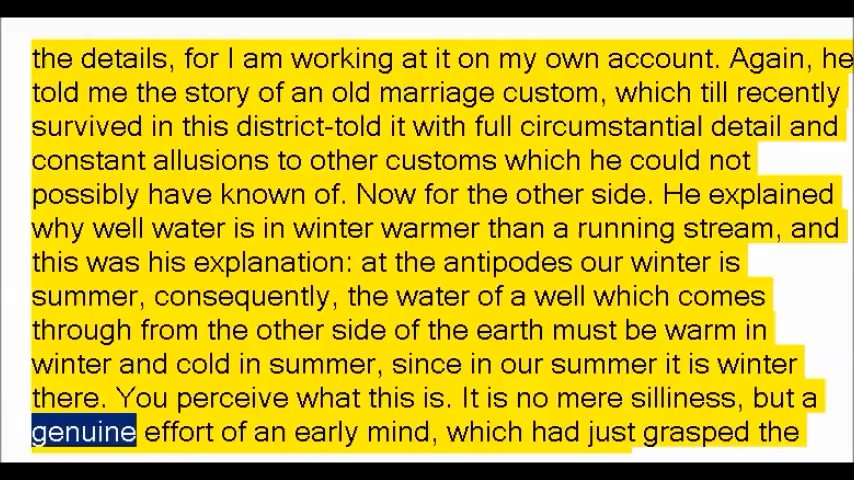 the details, for I am working at it on my own account. Again, he
told me the story of an old marriage custom, which till recently
survived in this district-told it with full circumstantial detail and
constant allusions to other customs which he could not
possibly have known of. Now for the other side. He explained
why well water is in winter warmer than a running stream, and
this was his explanation: at the antipodes our winter is
summer, consequently, the water of a well which comes
through from the other side of the earth must be warm in
winter and cold in summer, since in our summer it is winter
there. You perceive what this is. It is no mere silliness, but a
genuine effort of an early mind, which had just grasped the